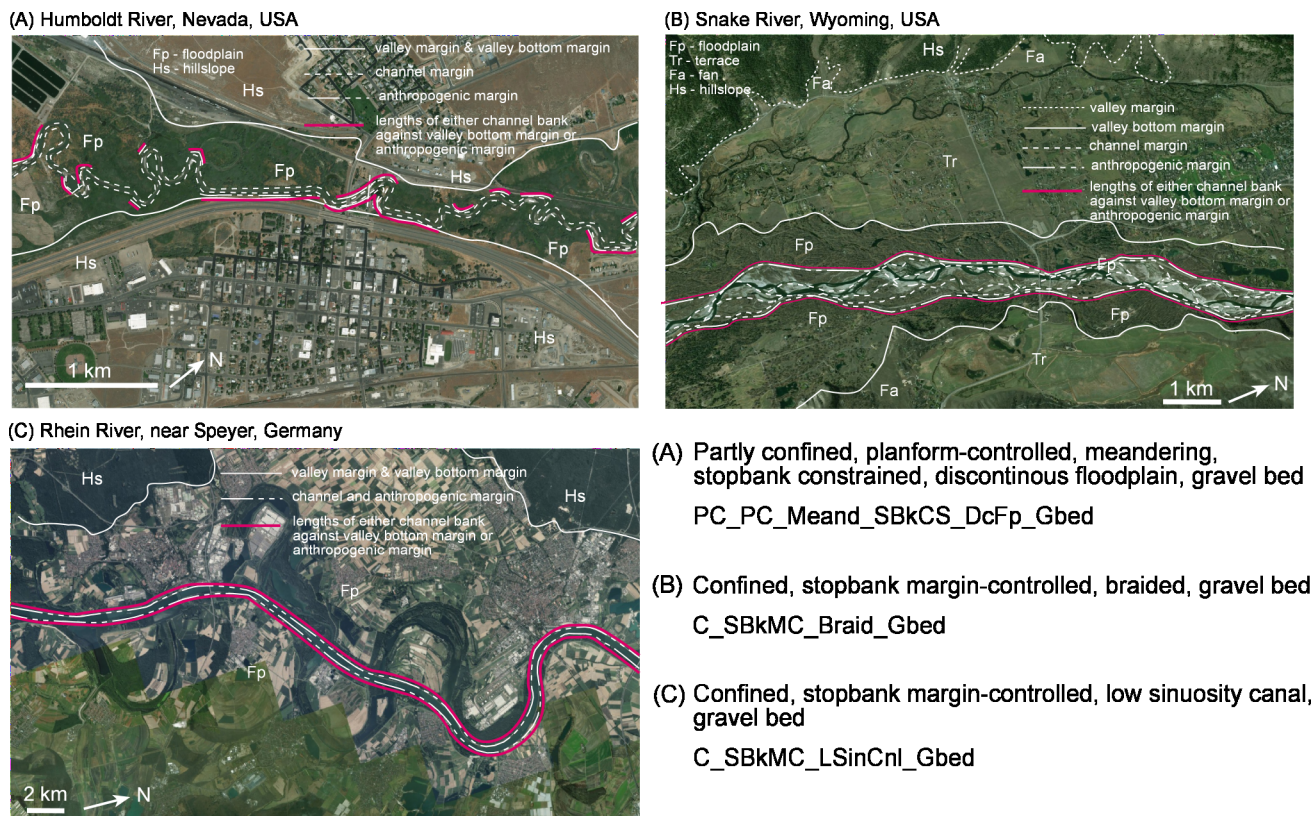 (A) Humboldt River, Nevada, USA
Fp - floodplain
Hs - hillslope
valley margin & valley bottom margin
channel margin
anthropogenic margin
lengths of either channel bank
against valley bottom margin or
anthropogenic margin
Hs
Fp
Fp
Fp
Hs
Fp
Hs
Hs
1 km
N
(B) Snake River, Wyoming, USA
Fp - floodplain
Tr - terrace
Fa - fan
Hs - hillslope
Hs
Fa
Fa
valley margin
valley bottom margin
channel margin
anthropogenic margin
lengths of either channel bank
against valley bottom margin or
anthropogenic margin
Tr
Fp
Fp
Fp
Fp
Tr
Fa
1 km
N
(C) Rhein River, near Speyer, Germany
Hs
valley margin & valley bottom margin
channel and anthropogenic margin
lengths of either channel bank
against valley bottom margin or
anthropogenic margin
Hs
Fp
Fp
2 km
N
(A) Partly confined, planform-controlled, meandering,
stopbank constrained, discontinous floodplain, gravel bed
PC_PC_Meand_SBkCS_DcFp_Gbed
(B) Confined, stopbank margin-controlled, braided, gravel bed
C_SBkMC_Braid_Gbed
(C) Confined, stopbank margin-controlled, low sinuosity canal,
gravel bed
C_SBkMC_LSinCnl_Gbed